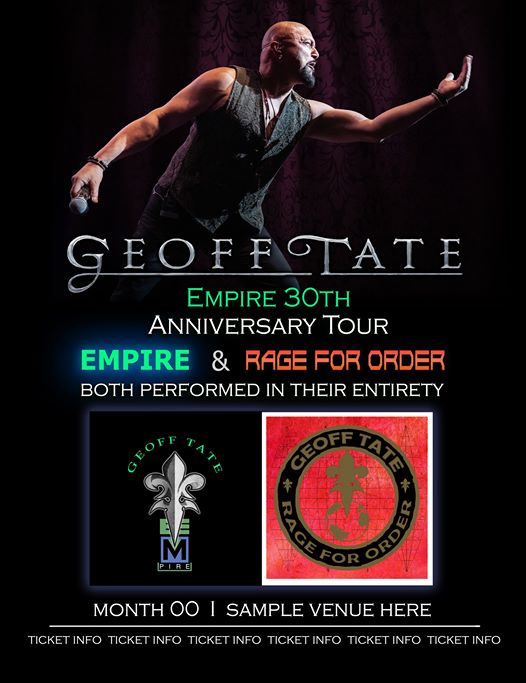 GEOFF TATE
EMPIRE 30TH
ANNIVERSARY TOUR
EMPIRE & RAGE FOR ORDER
BOTH PERFORMED IN THEIR ENTIRETY
GEOFF TATE
EMPIRE
GEOFF TATE
RAGE FOR ORDER
MONTH 00 | SAMPLE VENUE HERE
TICKET INFO TICKET INFO TICKET INFO TICKET INFO TICKET INFO TICKET INFO